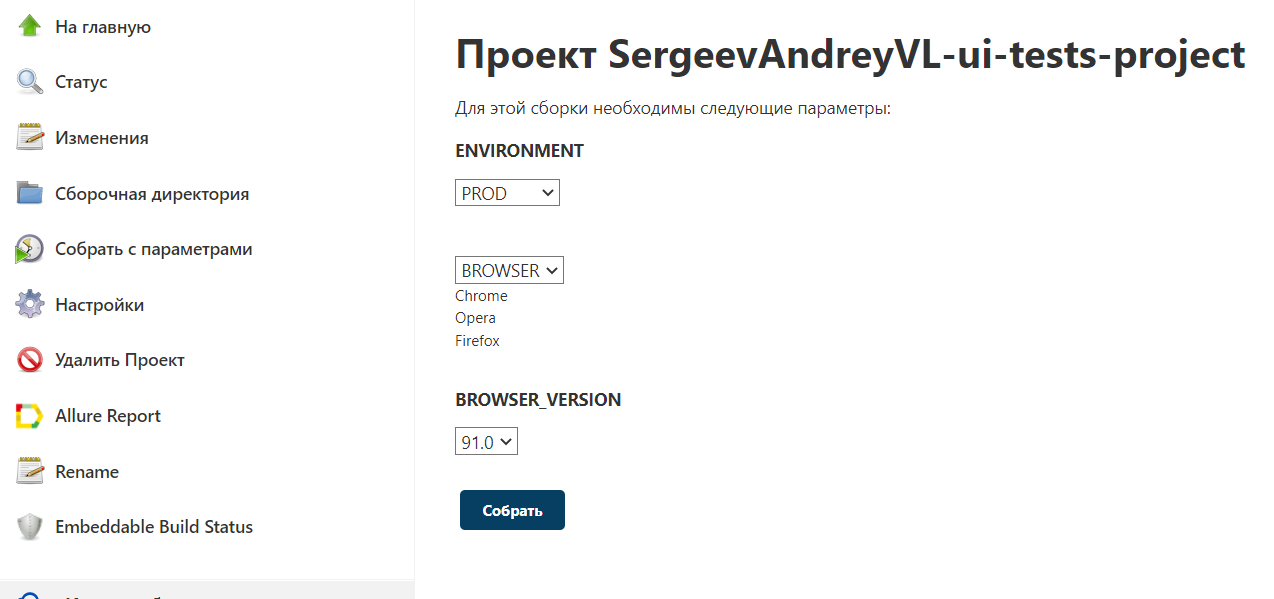 На главную
Статус
Изменения
Сборочная директория
Собрать с параметрами
Настройки
Удалить Проект
Allure Report
Rename
Embeddable Build Status
Проект SergeevAndreyVL-ui-tests-project
Для этой сборки необходимы следующие параметры:
ENVIRONMENT
PROD
BROWSER
Chrome
Opera
Firefox
BROWSER_VERSION
91.0
Собрать